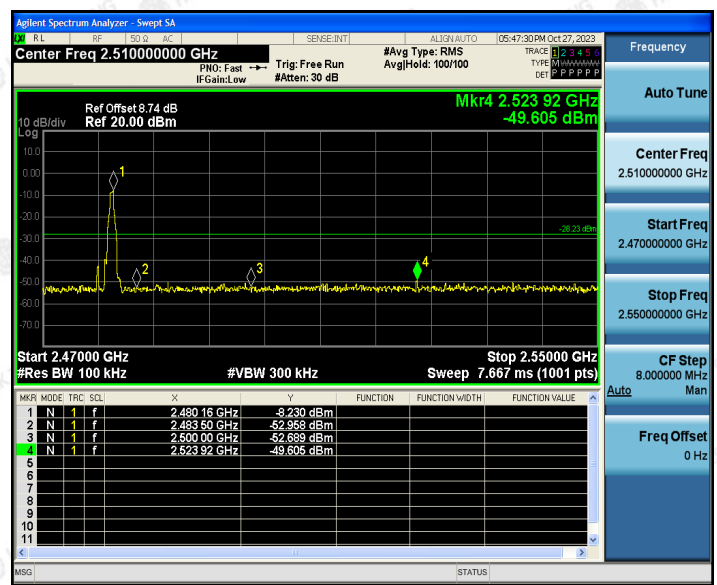 Agilent Spectrum Analyzer - Swept SA
RL RF 50 Ω AC SENSE:INT ALIGN AUTO 05:47:30 PM Oct 27, 2023
Center Freq 2.510000000 GHz
#Avg Type: RMS
TRACE 1 2 3 4 5 6
PNO: Fast
Trig: Free Run
Avg|Hold: 100/100
TYPE M
IFGain:Low
#Atten: 30 dB
DET P P P P P P
Frequency
Auto Tune
Center Freq
2.510000000 GHz
Start Freq
2.470000000 GHz
Stop Freq
2.550000000 GHz
CF Step
8.000000 MHz
Auto Man
Freq Offset
0 Hz
Mkr4 2.523 92 GHz
-49.605 dBm
Ref Offset 8.74 dB
10 dB/div Ref 20.00 dBm
Log
10.0
0.00
-10.0
-20.0
-30.0
-40.0
-50.0
-60.0
-70.0
1
2
3
4
-28.23 dBm
Start 2.47000 GHz Stop 2.55000 GHz
#Res BW 100 kHz #VBW 300 kHz Sweep 7.667 ms (1001 pts)
MKR MODE TRC SCL X Y FUNCTION FUNCTION WIDTH FUNCTION VALUE
1 N 1 f 2.480 16 GHz -8.230 dBm
2 N 1 f 2.483 50 GHz -52.958 dBm
3 N 1 f 2.500 00 GHz -52.689 dBm
4 N 1 f 2.523 92 GHz -49.605 dBm
5
6
7
8
9
10
11
MSG STATUS